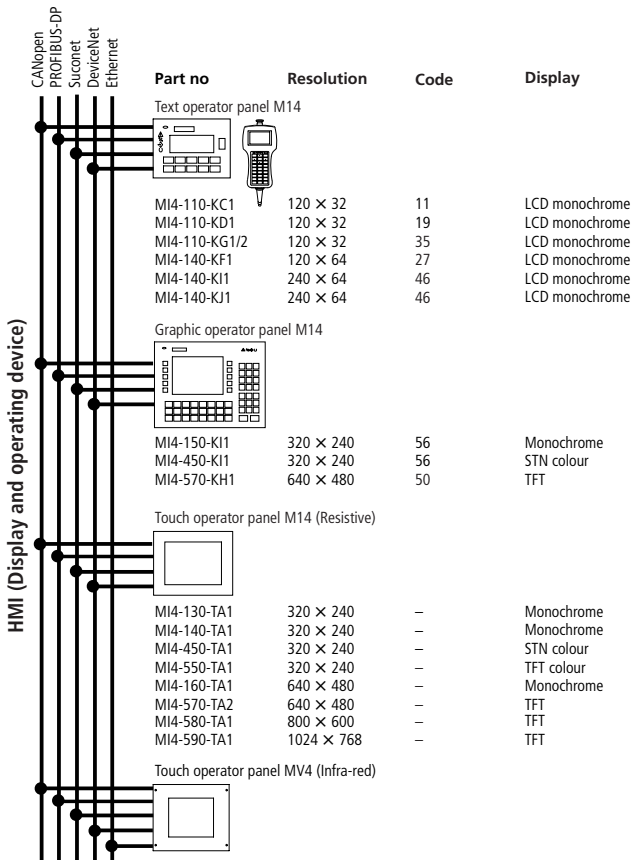 CANopen
PROFIBUS-DP
Suconet
DeviceNet
Ethernet
Part no Resolution Code Display
Text operator panel M14
MI4-110-KC1 120 × 32 11 LCD monochrome
MI4-110-KD1 120 × 32 19 LCD monochrome
MI4-110-KG1/2 120 × 32 35 LCD monochrome
MI4-140-KF1 120 × 64 27 LCD monochrome
MI4-140-KI1 240 × 64 46 LCD monochrome
MI4-140-KJ1 240 × 64 46 LCD monochrome
HMI (Display and operating device)
Graphic operator panel M14
MI4-150-KI1 320 × 240 56 Monochrome
MI4-450-KI1 320 × 240 56 STN colour
MI4-570-KH1 640 × 480 50 TFT
Touch operator panel M14 (Resistive)
MI4-130-TA1 320 × 240 – Monochrome
MI4-140-TA1 320 × 240 – Monochrome
MI4-450-TA1 320 × 240 – STN colour
MI4-550-TA1 320 × 240 – TFT colour
MI4-160-TA1 640 × 480 – Monochrome
MI4-570-TA2 640 × 480 – TFT
MI4-580-TA1 800 × 600 – TFT
MI4-590-TA1 1024 × 768 – TFT
Touch operator panel MV4 (Infra-red)